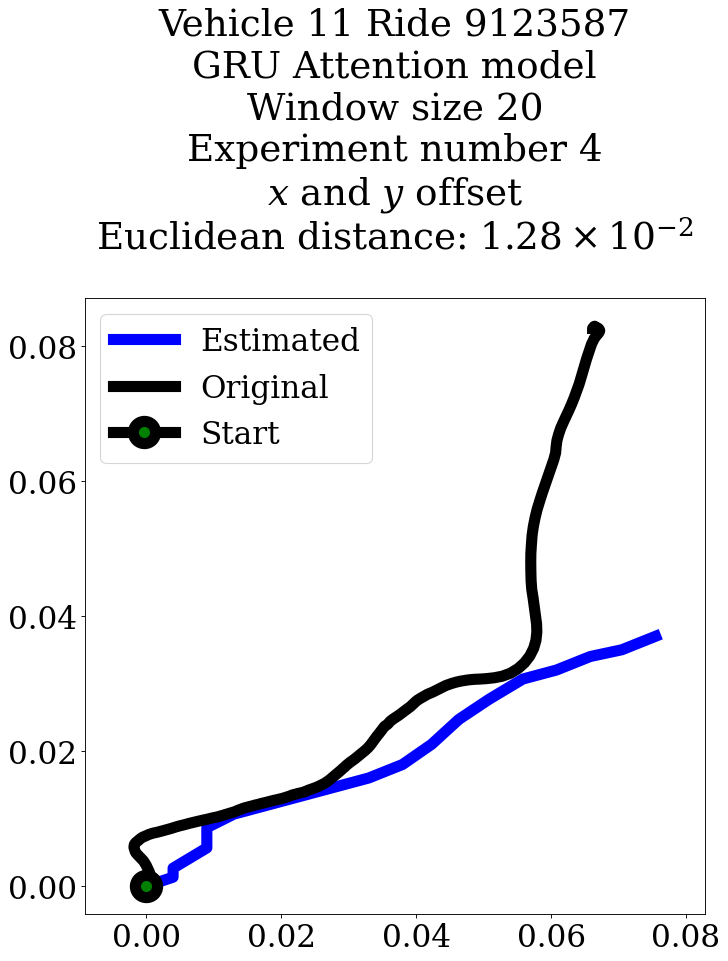 Vehicle 11 Ride 9123587
GRU Attention model
Window size 20
Experiment number 4
x and y offset
Euclidean distance: 1.28 × 10⁻²
Estimated
Original
Start
0.08
0.06
0.04
0.02
0.00
0.00 0.02 0.04 0.06 0.08